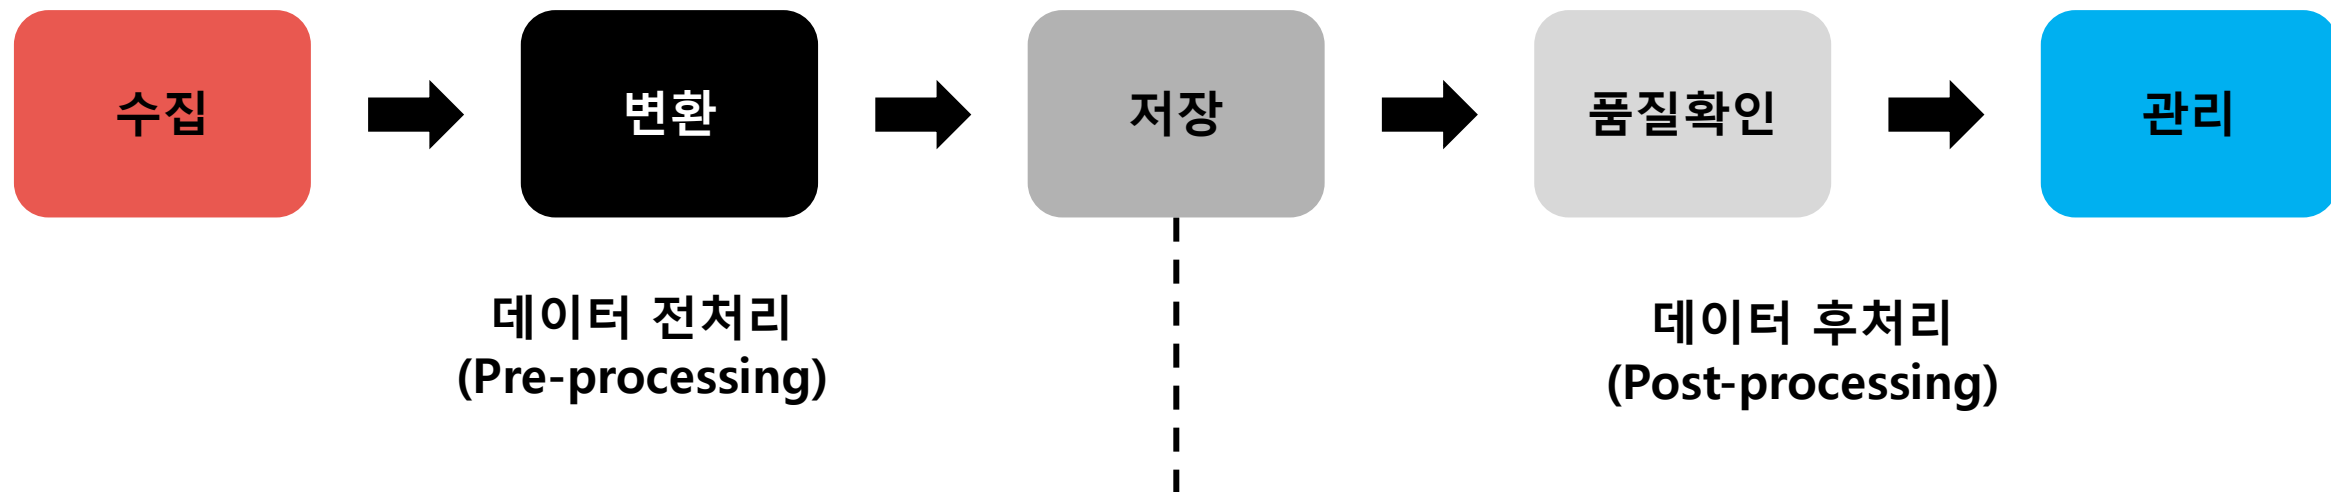 수집
변환
저장
품질확인
관리
데이터 전처리
(Pre-processing)
데이터 후처리
(Post-processing)